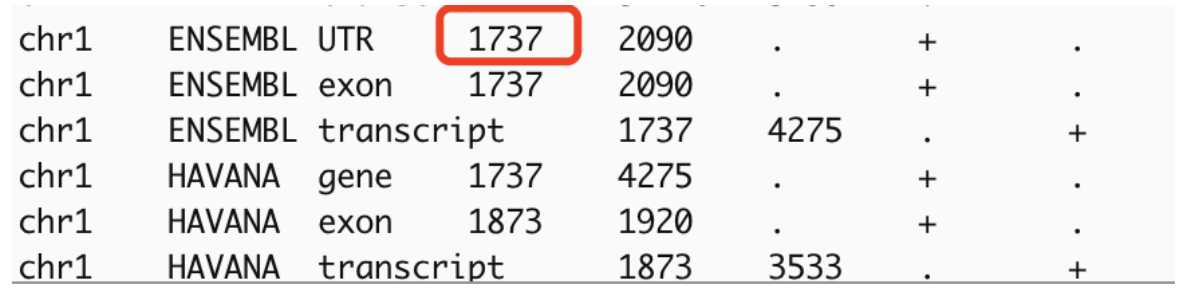 chr1 ENSEMBL UTR 1737 2090 . + .
chr1 ENSEMBL exon 1737 2090 . + .
chr1 ENSEMBL transcript 1737 4275 . +
chr1 HAVANA gene 1737 4275 . + .
chr1 HAVANA exon 1873 1920 . + .
chr1 HAVANA transcript 1873 3533 . +